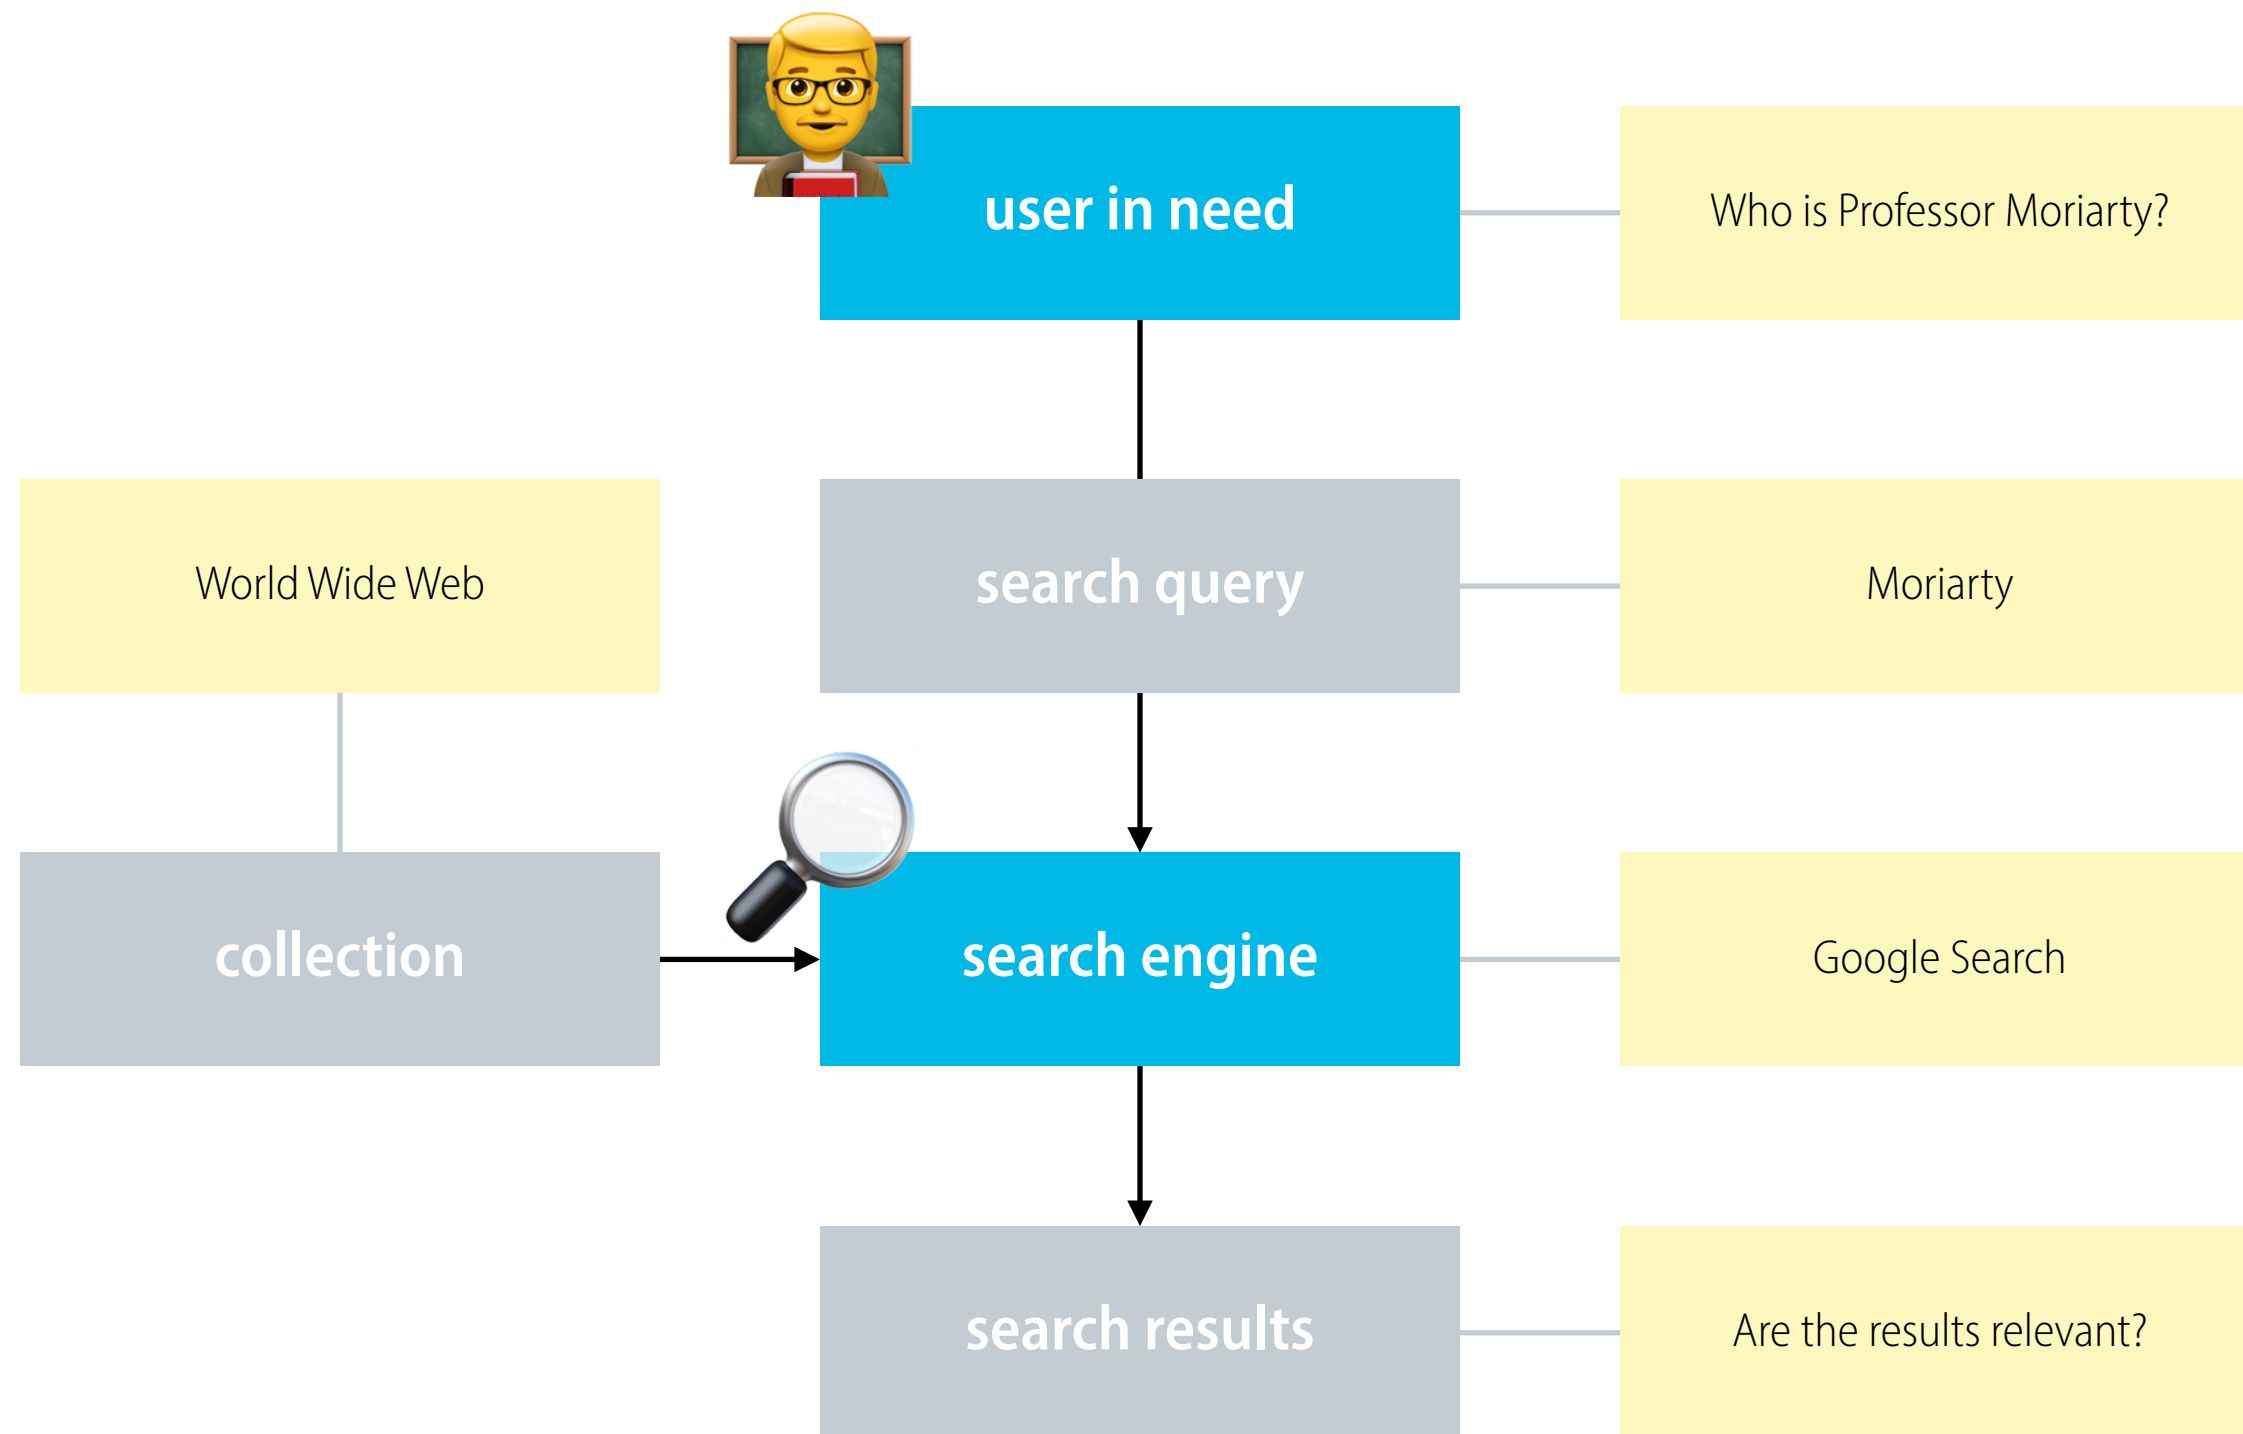 user in need
Who is Professor Moriarty?
World Wide Web
search query
Moriarty
collection
search engine
Google Search
search results
Are the results relevant?